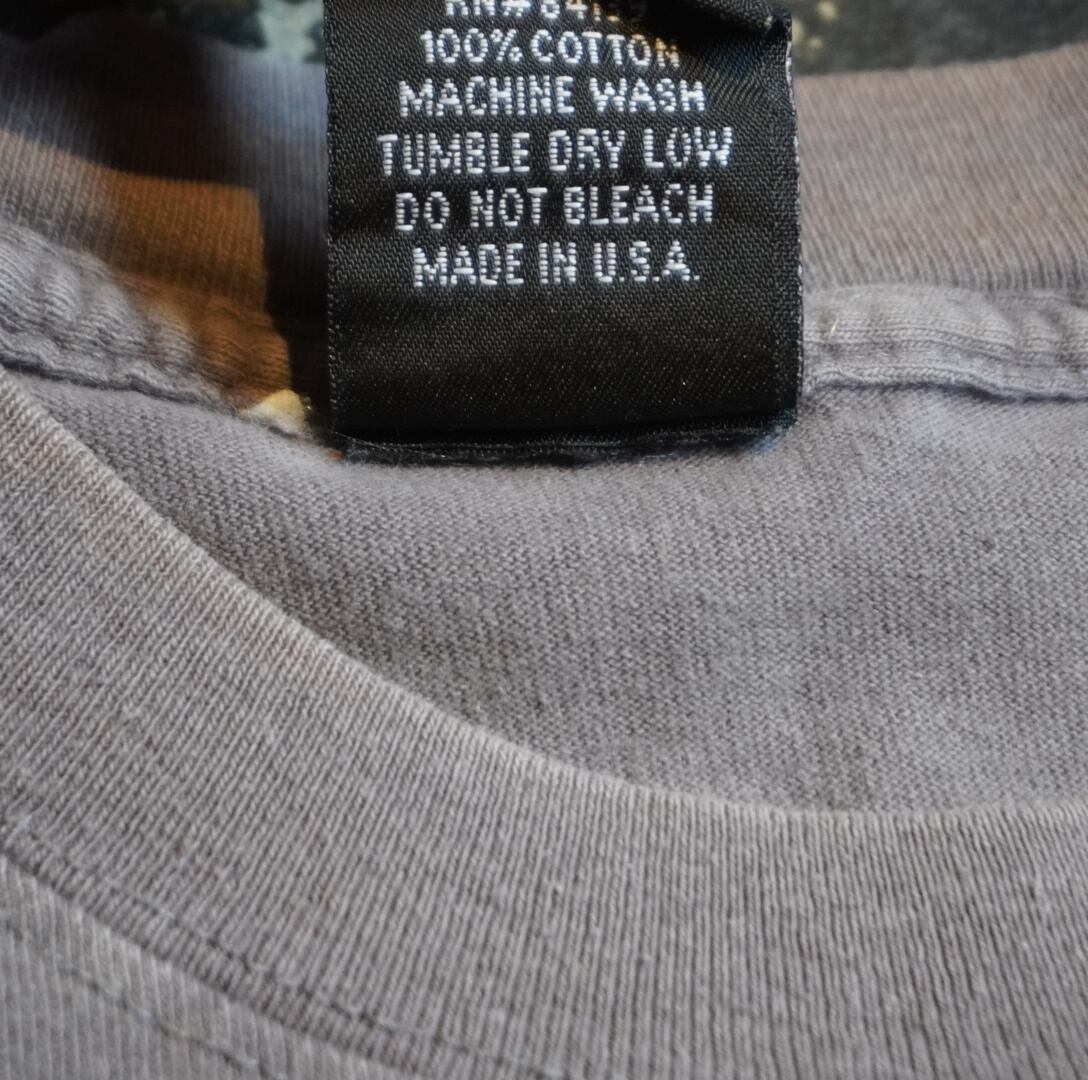 100% COTTON
MACHINE WASH
TUMBLE DRY LOW
DO NOT BLEACH
MADE IN U.S.A.